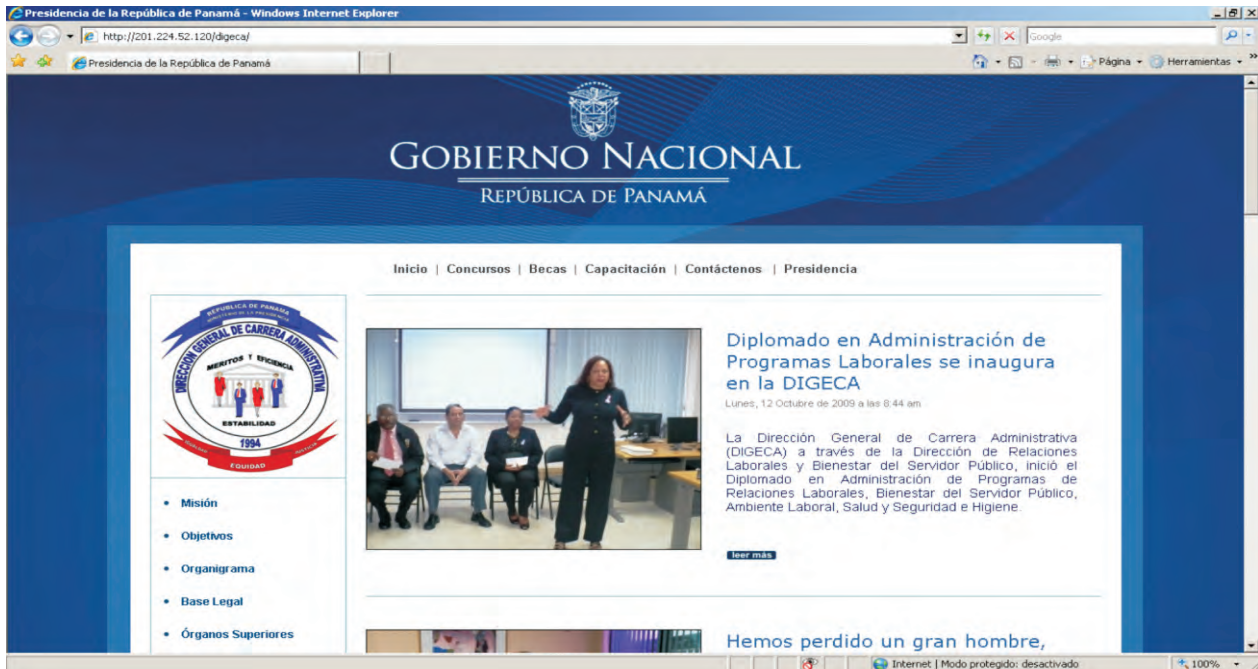 Presidencia de la República de Panamá - Windows Internet Explorer
http://201.224.52.120/digeca/
Google
Presidencia de la República de Panamá
Página
Herramientas
GOBIERNO NACIONAL
REPÚBLICA DE PANAMÁ
Inicio | Concursos | Becas | Capacitación | Contáctenos | Presidencia
REPÚBLICA DE PANAMÁ
MINISTERIO DE LA PRESIDENCIA
DIRECCIÓN GENERAL DE CARRERA ADMINISTRATIVA
MERITOS Y EFICIENCIA
ESTABILIDAD
1994
EQUIDAD
Misión
Objetivos
Organigrama
Base Legal
Órganos Superiores
Diplomado en Administración de
Programas Laborales se inaugura
en la DIGECA
Lunes, 12 Octubre de 2009 a las 8:44 am
La Dirección General de Carrera Administrativa
(DIGECA) a través de la Dirección de Relaciones
Laborales y Bienestar del Servidor Público, inició el
Diplomado en Administración de Programas de
Relaciones Laborales, Bienestar del Servidor Público,
Ambiente Laboral, Salud y Seguridad e Higiene.
leer más
Hemos perdido un gran hombre,
Internet | Modo protegido: desactivado
100%